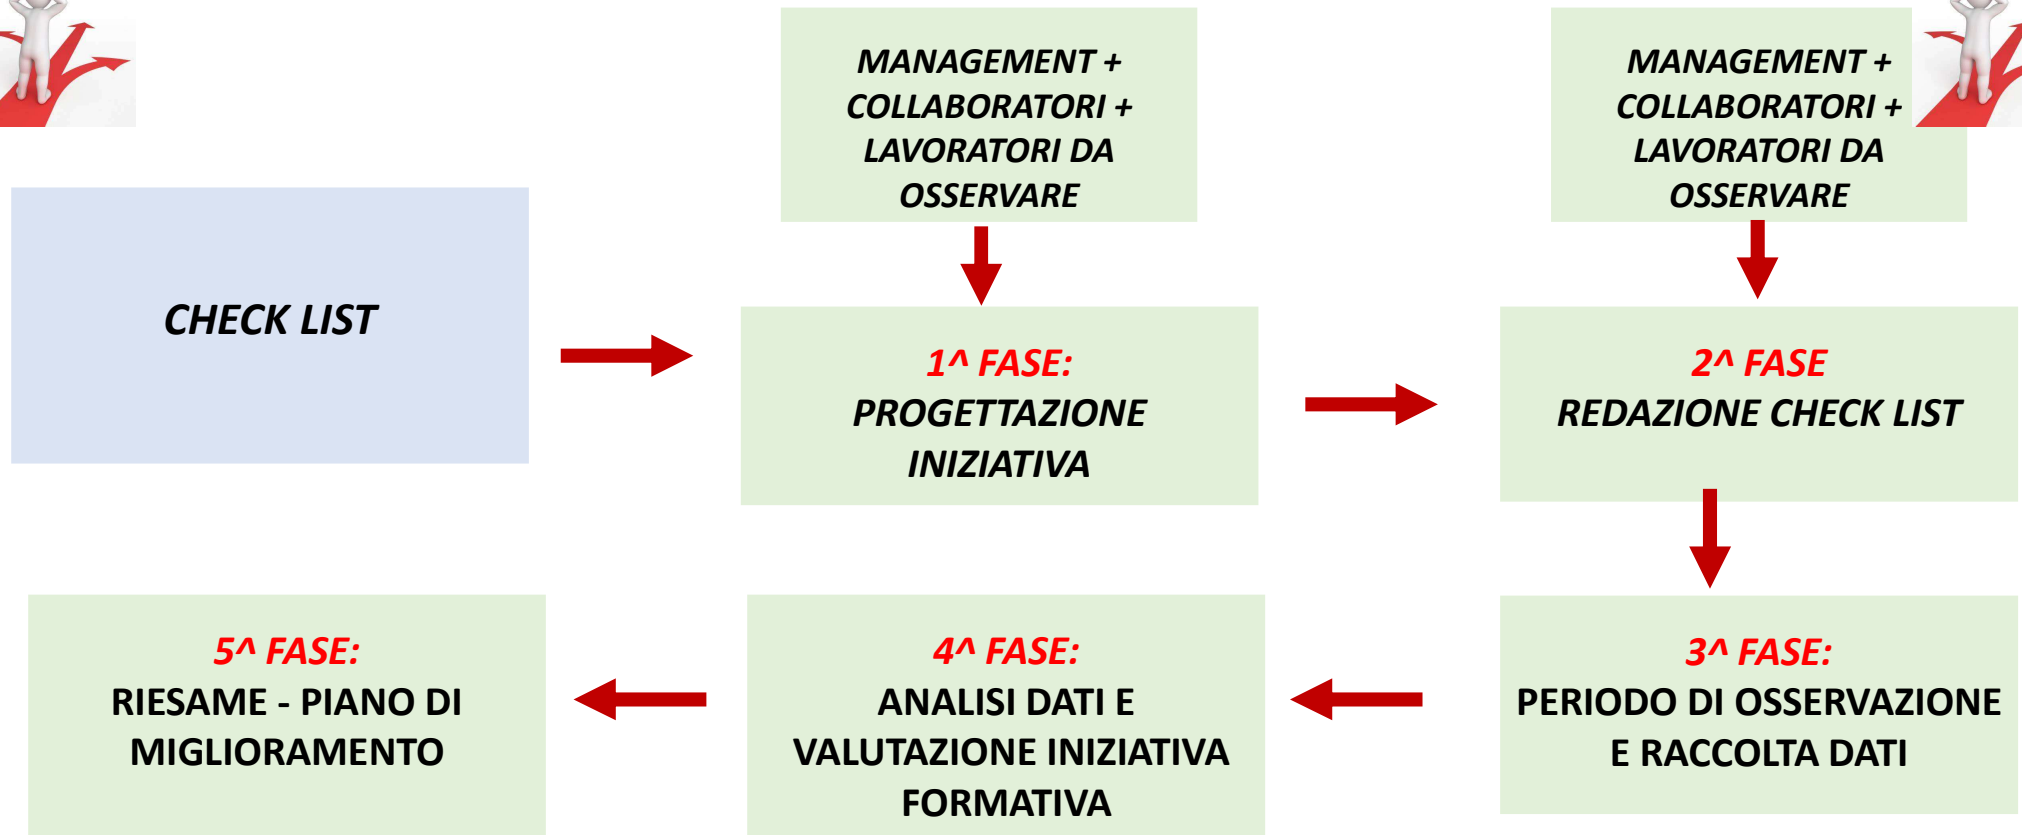 MANAGEMENT +
COLLABORATORI +
LAVORATORI DA
OSSERVARE
MANAGEMENT +
COLLABORATORI +
LAVORATORI DA
OSSERVARE
CHECK LIST
1^ FASE:
PROGETTAZIONE
INIZIATIVA
2^ FASE
REDAZIONE CHECK LIST
5^ FASE:
RIESAME - PIANO DI
MIGLIORAMENTO
4^ FASE:
ANALISI DATI E
VALUTAZIONE INIZIATIVA
FORMATIVA
3^ FASE:
PERIODO DI OSSERVAZIONE
E RACCOLTA DATI